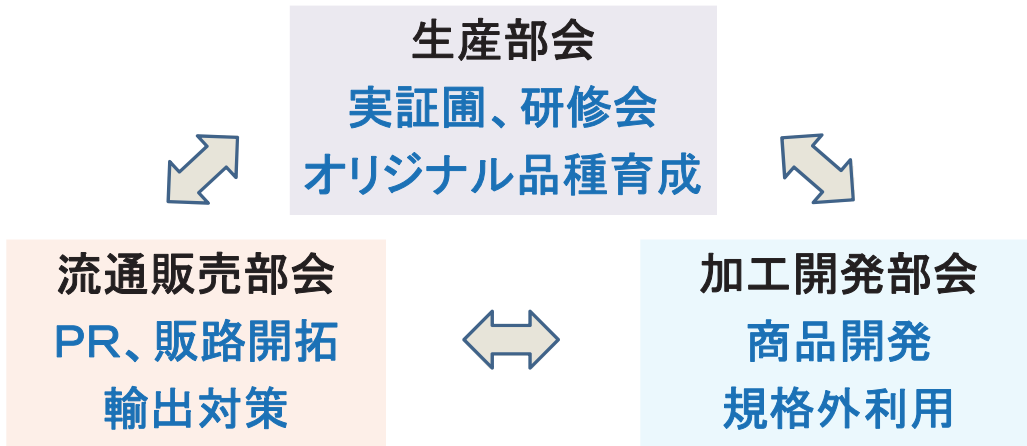 生産部会
実証圃、研修会
オリジナル品種育成
流通販売部会
PR、販路開拓
輸出対策
加工開発部会
商品開発
規格外利用